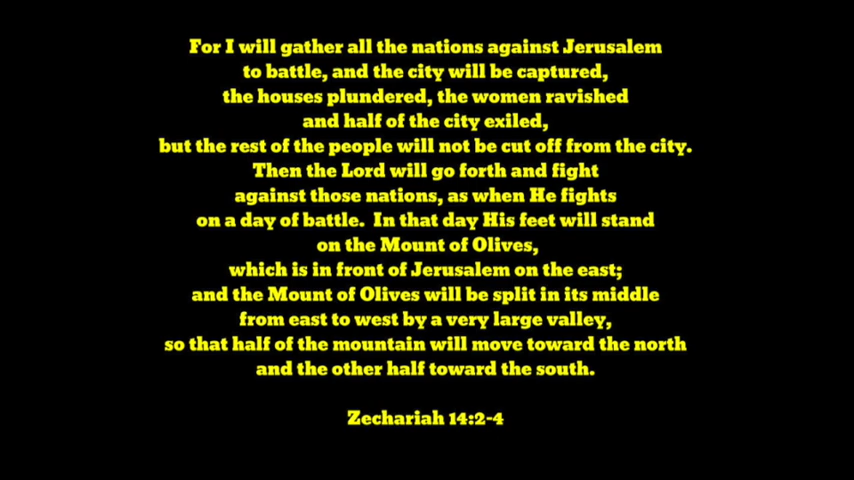 For I will gather all the nations against Jerusalem
to battle, and the city will be captured,
the houses plundered, the women ravished
and half of the city exiled,
but the rest of the people will not be cut off from the city.
Then the Lord will go forth and fight
against those nations, as when He fights
on a day of battle.  In that day His feet will stand
on the Mount of Olives,
which is in front of Jerusalem on the east;
and the Mount of Olives will be split in its middle
from east to west by a very large valley,
so that half of the mountain will move toward the north
and the other half toward the south.
Zechariah 14:2-4